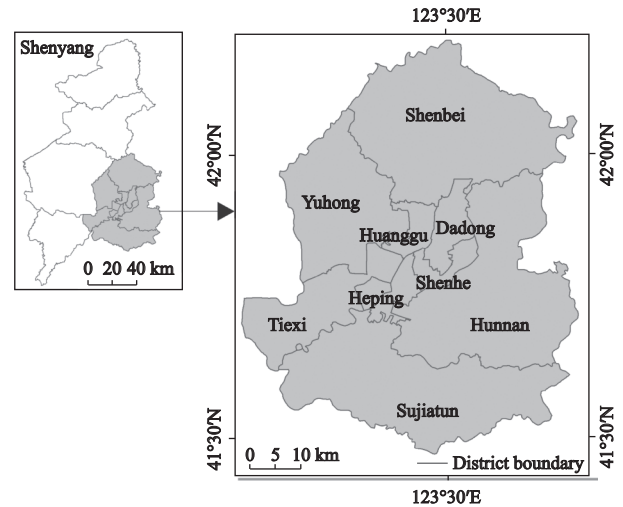 123°30′E
Shenyang
Shenbei
42°00′N
42°00′N
Yuhong
Huanggu
Dadong
0 20 40 km
Shenhe
Heping
Tiexi
Hunnan
Sujiatun
41°30′N
41°30′N
0 5 10 km
District boundary
123°30′E